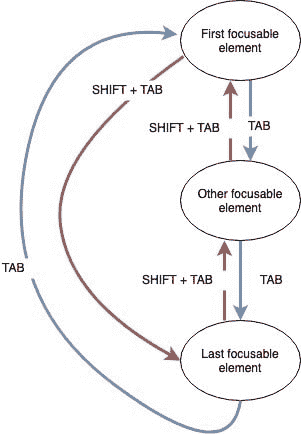 First focusable
element
SHIFT + TAB
SHIFT + TAB
TAB
Other focusable
element
TAB
SHIFT + TAB
TAB
Last focusable
element